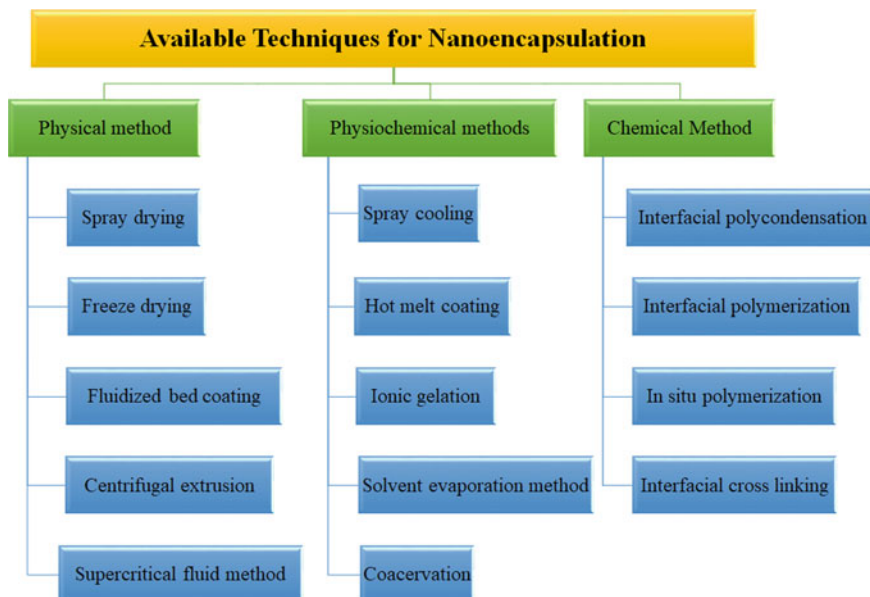 Available Techniques for Nanoencapsulation
Physical method
Spray drying
Freeze drying
Fluidized bed coating
Centrifugal extrusion
Supercritical fluid method
Physiochemical methods
Spray cooling
Hot melt coating
Ionic gelation
Solvent evaporation method
Coacervation
Chemical Method
Interfacial polycondensation
Interfacial polymerization
In situ polymerization
Interfacial cross linking